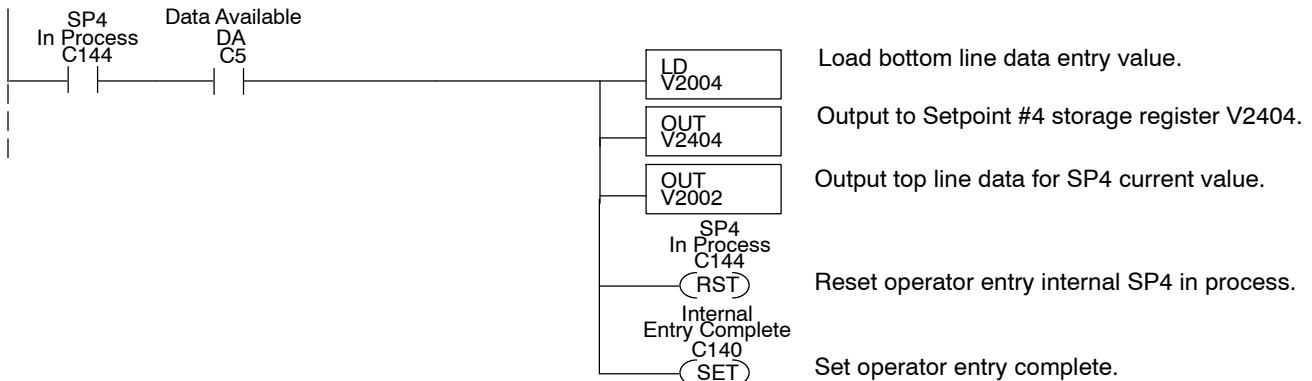 SP4
In Process
C144
Data Available
DA
C5
LD
V2004
Load bottom line data entry value.
OUT
V2404
Output to Setpoint #4 storage register V2404.
OUT
V2002
Output top line data for SP4 current value.
SP4
In Process
C144
RST
Reset operator entry internal SP4 in process.
Internal
Entry Complete
C140
SET
Set operator entry complete.